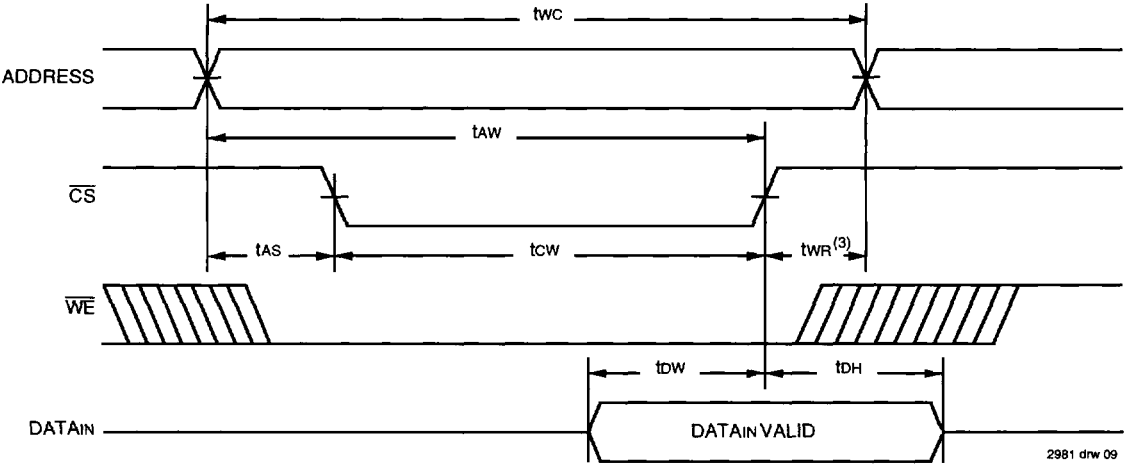 tWC
ADDRESS
tAW
CS
tAS
tCW
tWR(3)
WE
tDW
tDH
DATAIN
DATAIN VALID
2981 drw 09